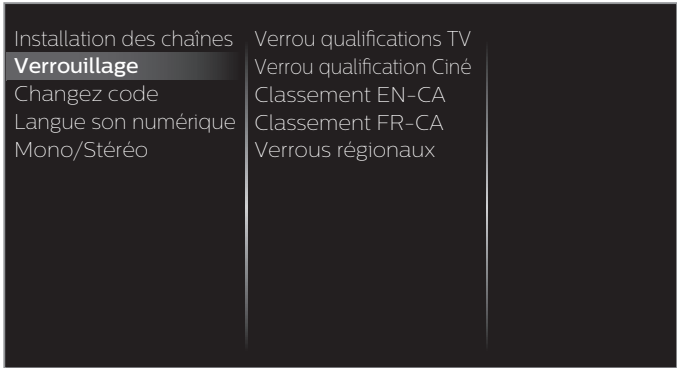 Installation des chaînes
Verrouillage
Changez code
Langue son numérique
Mono/Stéréo
Verrou qualifications TV
Verrou qualification Ciné
Classement EN-CA
Classement FR-CA
Verrous régionaux